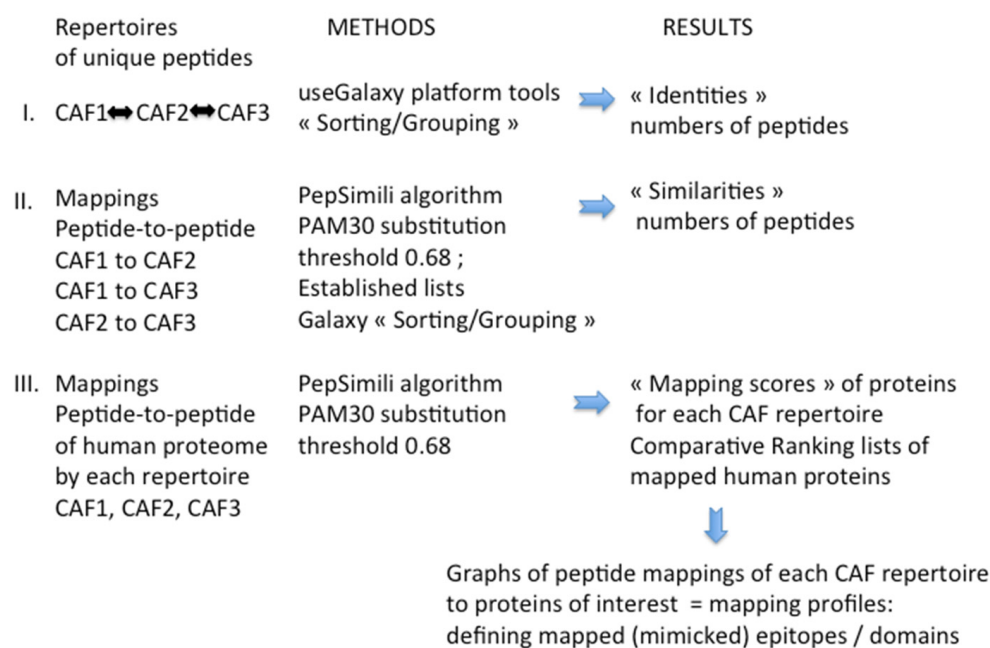 Repertoires
of unique peptides
METHODS
RESULTS
I. CAF1 CAF2 CAF3
useGalaxy platform tools
« Sorting/Grouping »
« Identities »
numbers of peptides
II. Mappings
Peptide-to-peptide
CAF1 to CAF2
CAF1 to CAF3
CAF2 to CAF3
PepSimili algorithm
PAM30 substitution
threshold 0.68 ;
Established lists
Galaxy « Sorting/Grouping »
« Similarities »
numbers of peptides
III. Mappings
Peptide-to-peptide
of human proteome
by each repertoire
CAF1, CAF2, CAF3
PepSimili algorithm
PAM30 substitution
threshold 0.68
« Mapping scores » of proteins
for each CAF repertoire
Comparative Ranking lists of
mapped human proteins
Graphs of peptide mappings of each CAF repertoire
to proteins of interest = mapping profiles:
defining mapped (mimicked) epitopes / domains